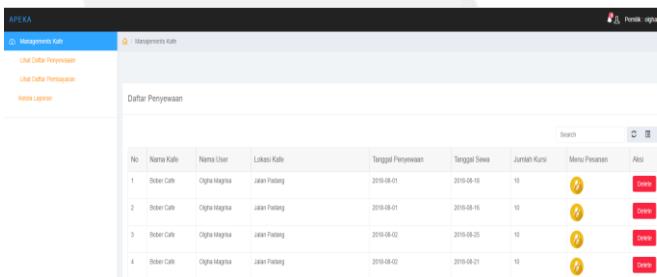 APEKA
Pemilik : olgha
Managements Kafe
Managements Kafe
Lihat Daftar Penyewaan
Lihat Daftar Pembayaran
Kelola Laporan
Daftar Penyewaan
Search
No Nama Kafe Nama User Lokasi Kafe Tanggal Penyewaan Tanggal Sewa Jumlah Kursi Menu Pesanan Aksi
1 Bober Cafe Olgha Magrisa Jalan Padang 2018-08-01 2018-08-18 10 Delete
2 Bober Cafe Olgha Magrisa Jalan Padang 2018-08-01 2018-08-16 10 Delete
3 Bober Cafe Olgha Magrisa Jalan Padang 2018-08-02 2018-08-25 10 Delete
4 Bober Cafe Olgha Magrisa Jalan Padang 2018-08-02 2018-08-21 10 Delete